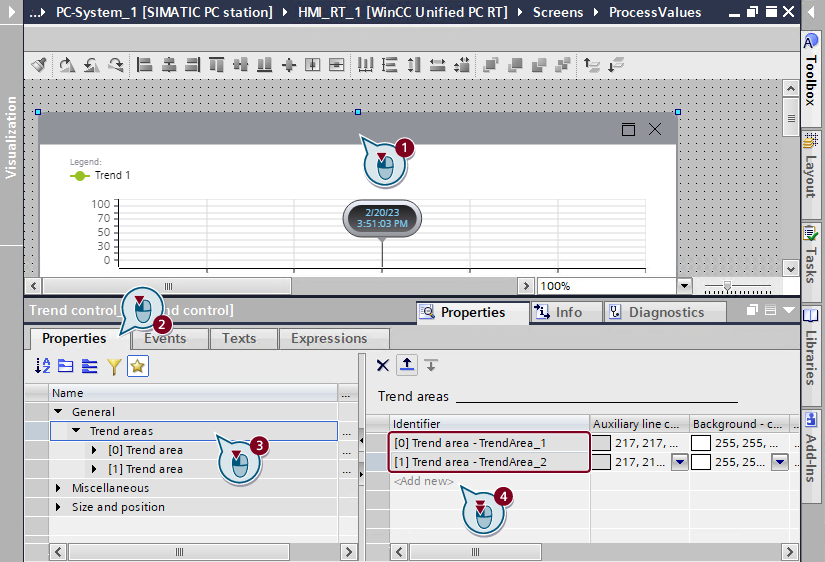 ...▸ PC-System_1 [SIMATIC PC station] ▸ HMI_RT_1 [WinCC Unified PC RT] ▸ Screens ▸ ProcessValues
Visualization
Toolbox
Layout
Tasks
Libraries
Add-Ins
1
Legend:
Trend 1
100
70
50
30
0
2/20/23
3:51:03 PM
100%
Trend control_ nd control]
Properties
Info
Diagnostics
2
Properties
Events
Texts
Expressions
Name
...
General
Trend areas
...
[0] Trend area
...
[1] Trend area
...
Miscellaneous
Size and position
3
Trend areas
Identifier
Auxiliary line c...
Background - c...
..
[0] Trend area - TrendArea_1
217, 217, ...
255, 255, ...
..
[1] Trend area - TrendArea_2
217, 21...
255, 25...
..
<Add new>
4